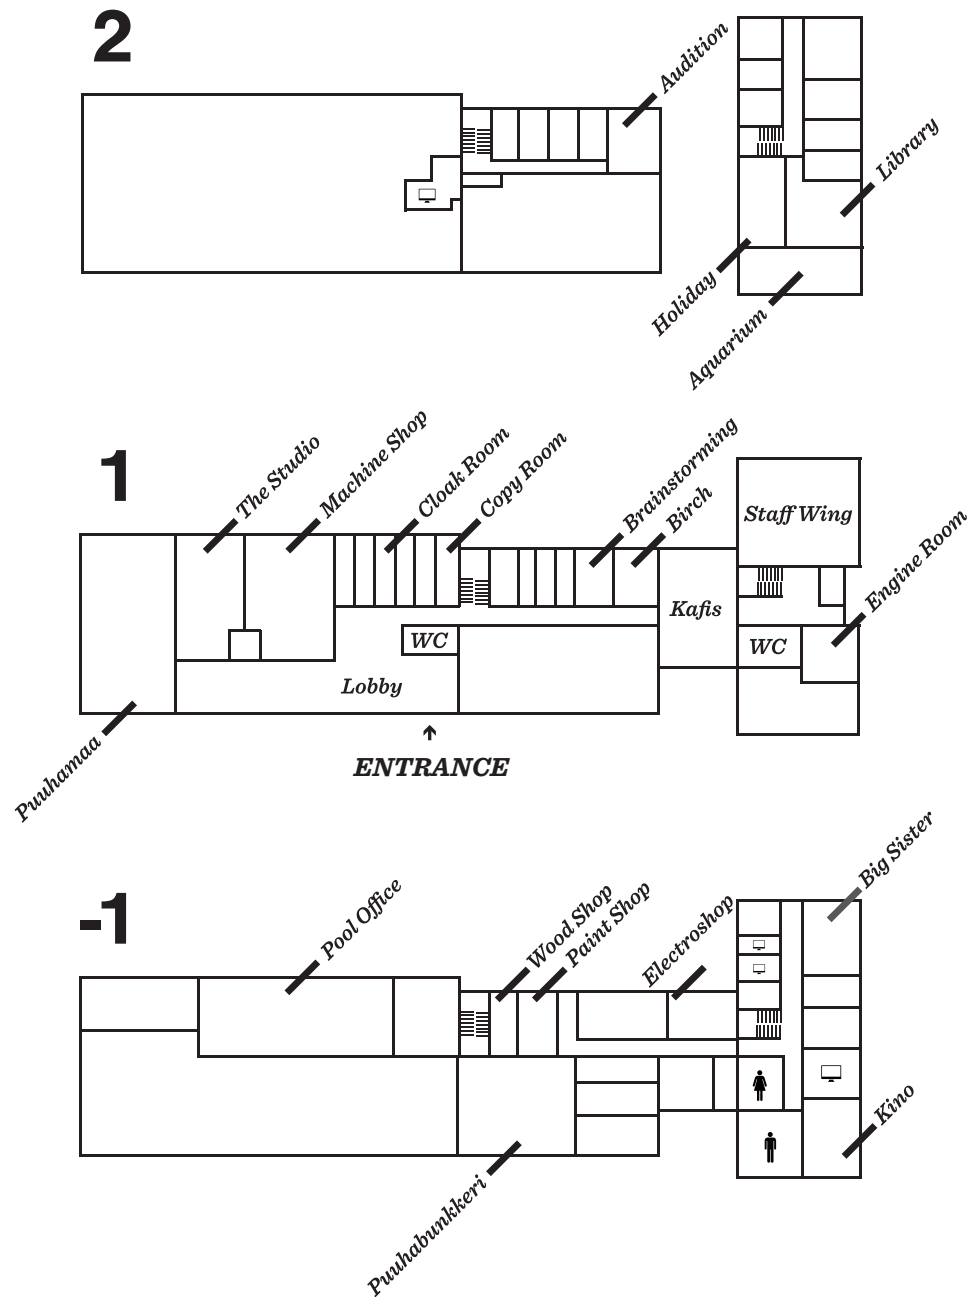 2
Audition
Library
Holiday
Aquarium
1
The Studio
Machine Shop
Cloak Room
Copy Room
Brainstorming
Birch
Staff Wing
Engine Room
Kafis
WC
WC
Lobby
Puuhamaa
ENTRANCE
-1
Pool Office
Wood Shop
Paint Shop
Electroshop
Big Sister
Kino
Puuhabunkkeri